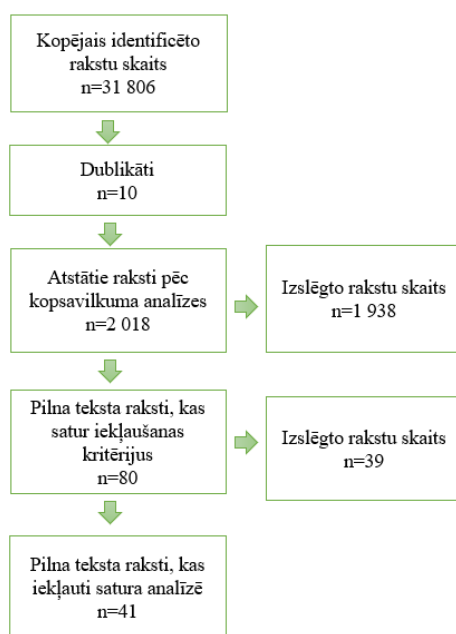 Kopējais identificēto
rakstu skaits
n=31 806
Dublikāti
n=10
Atstātie raksti pēc
kopsavilkuma analīzes
n=2 018
Izslēgto rakstu skaits
n=1 938
Pilna teksta raksti, kas
satur iekļaušanas
kritērijus
n=80
Izslēgto rakstu skaits
n=39
Pilna teksta raksti, kas
iekļauti satura analīzē
n=41